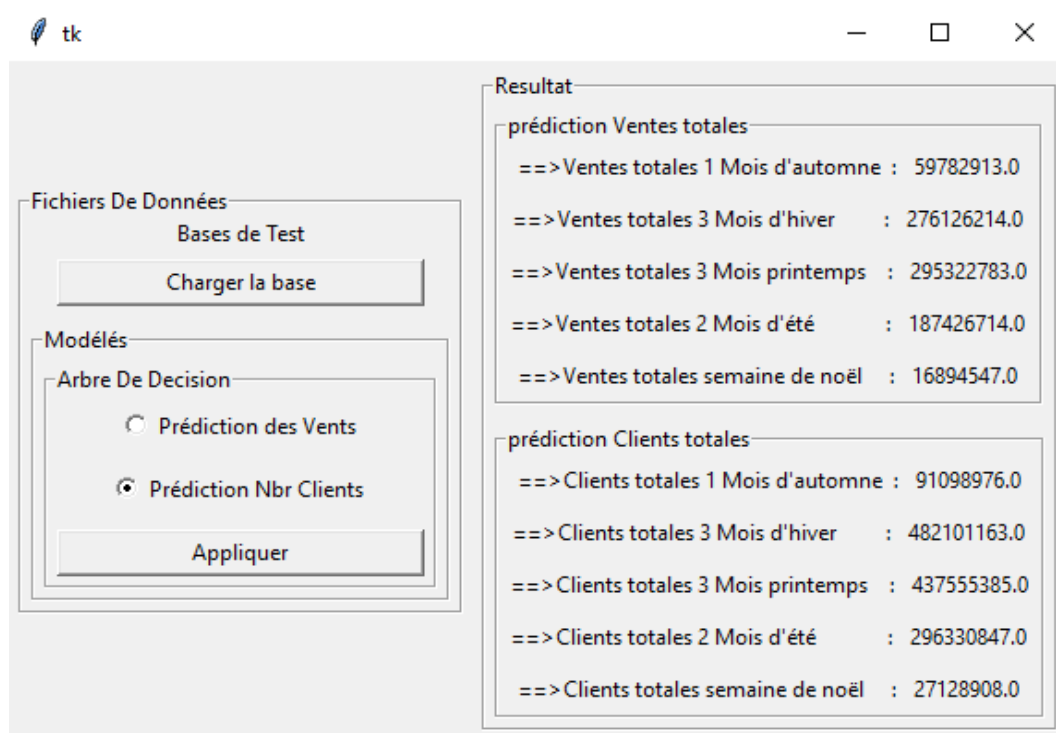 tk
Fichiers De Données
Bases de Test
Charger la base
Modélés
Arbre De Decision
Prédiction des Vents
Prédiction Nbr Clients
Appliquer
Resultat
prédiction Ventes totales
==>Ventes totales 1 Mois d'automne : 59782913.0
==>Ventes totales 3 Mois d'hiver : 276126214.0
==>Ventes totales 3 Mois printemps : 295322783.0
==>Ventes totales 2 Mois d'été : 187426714.0
==>Ventes totales semaine de noël : 16894547.0
prédiction Clients totales
==>Clients totales 1 Mois d'automne : 91098976.0
==>Clients totales 3 Mois d'hiver : 482101163.0
==>Clients totales 3 Mois printemps : 437555385.0
==>Clients totales 2 Mois d'été : 296330847.0
==>Clients totales semaine de noël : 27128908.0